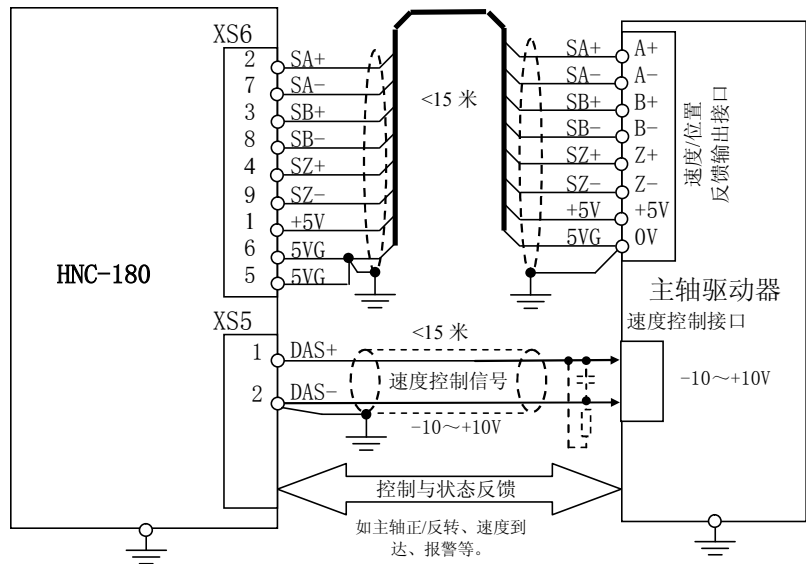 XS6
2 SA+
7 SA-
3 SB+
8 SB-
4 SZ+
9 SZ-
1 +5V
6 5VG
5 5VG
HNC-180
<15 米
SA+ A+
SA- A-
SB+ B+
SB- B-
SZ+ Z+
SZ- Z-
+5V +5V
5VG 0V
速度/位置
反馈输出接口
主轴驱动器
速度控制接口
XS5
<15 米
1 DAS+
速度控制信号
2 DAS-
-10～+10V
-10～+10V
控制与状态反馈
如主轴正/反转、速度到
达、报警等。